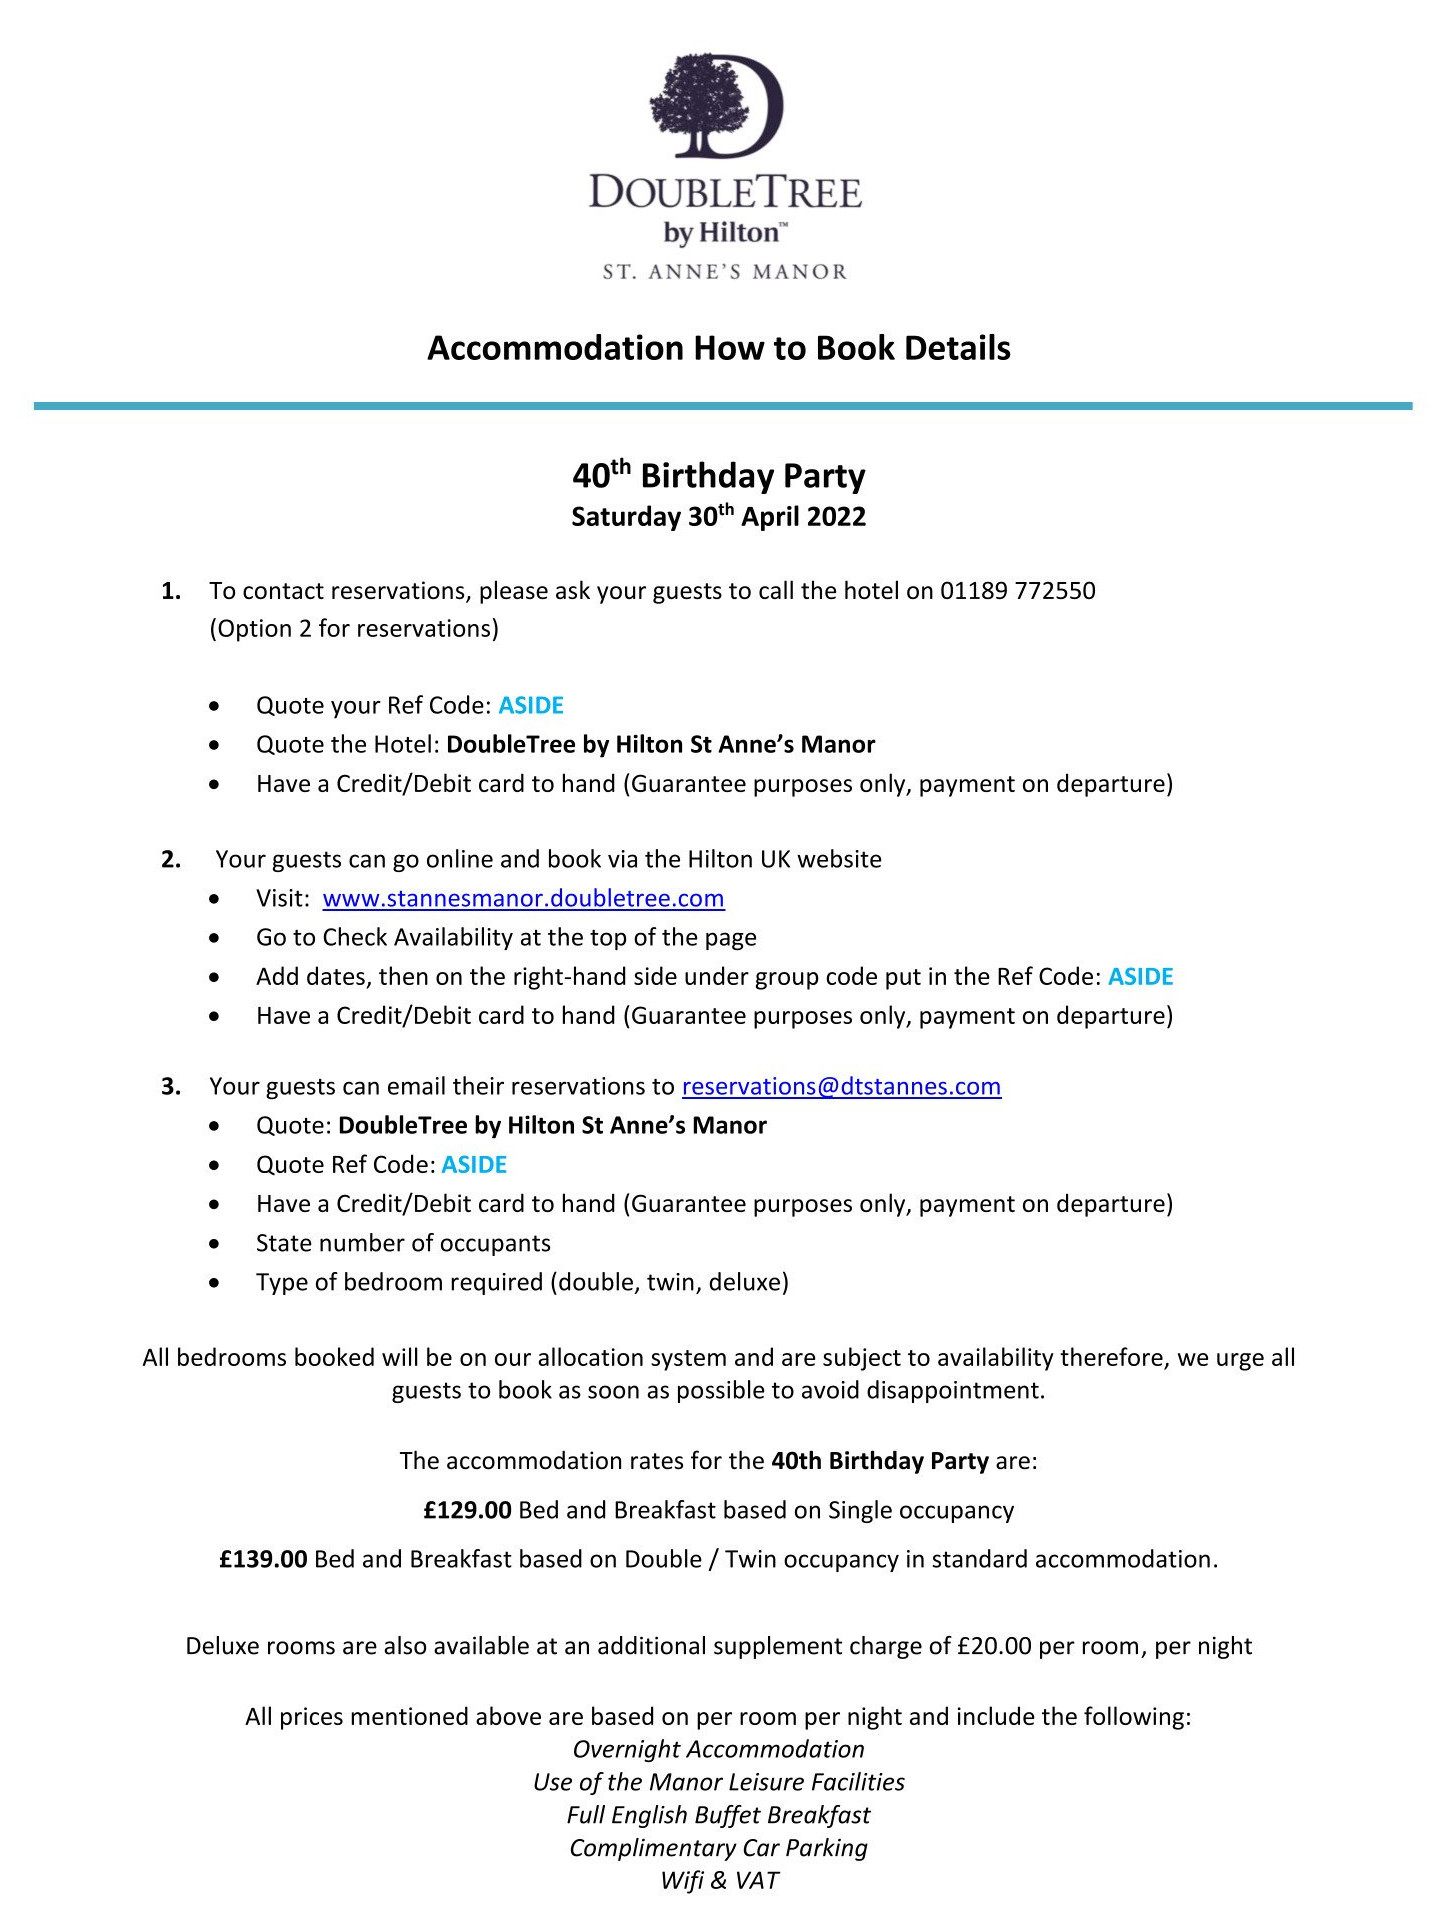 DOUBLETREE
by Hilton™
ST. ANNE'S MANOR
Accommodation How to Book Details
40th Birthday Party
Saturday 30th April 2022
1. To contact reservations, please ask your guests to call the hotel on 01189 772550
(Option 2 for reservations)
• Quote your Ref Code: ASIDE
• Quote the Hotel: DoubleTree by Hilton St Anne’s Manor
• Have a Credit/Debit card to hand (Guarantee purposes only, payment on departure)
2. Your guests can go online and book via the Hilton UK website
• Visit: www.stannesmanor.doubletree.com
• Go to Check Availability at the top of the page
• Add dates, then on the right-hand side under group code put in the Ref Code: ASIDE
• Have a Credit/Debit card to hand (Guarantee purposes only, payment on departure)
3. Your guests can email their reservations to reservations@dtstannes.com
• Quote: DoubleTree by Hilton St Anne’s Manor
• Quote Ref Code: ASIDE
• Have a Credit/Debit card to hand (Guarantee purposes only, payment on departure)
• State number of occupants
• Type of bedroom required (double, twin, deluxe)
All bedrooms booked will be on our allocation system and are subject to availability therefore, we urge all
guests to book as soon as possible to avoid disappointment.
The accommodation rates for the 40th Birthday Party are:
£129.00 Bed and Breakfast based on Single occupancy
£139.00 Bed and Breakfast based on Double / Twin occupancy in standard accommodation.
Deluxe rooms are also available at an additional supplement charge of £20.00 per room, per night
All prices mentioned above are based on per room per night and include the following:
Overnight Accommodation
Use of the Manor Leisure Facilities
Full English Buffet Breakfast
Complimentary Car Parking
Wifi & VAT